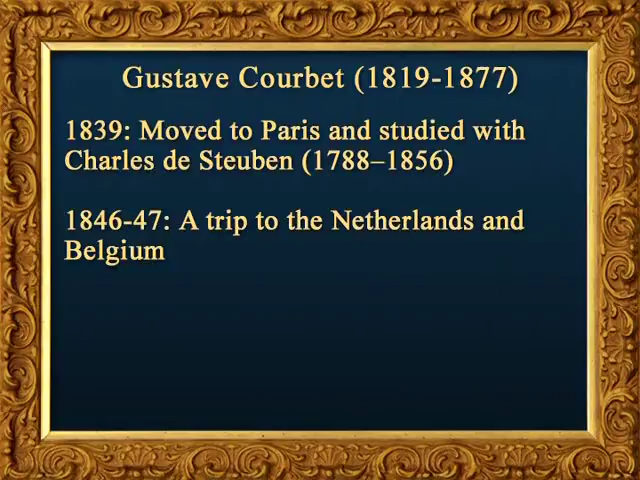 Gustave Courbet (1819-1877)
1839: Moved to Paris and studied with
Charles de Steuben (1788–1856)
1846-47: A trip to the Netherlands and
Belgium